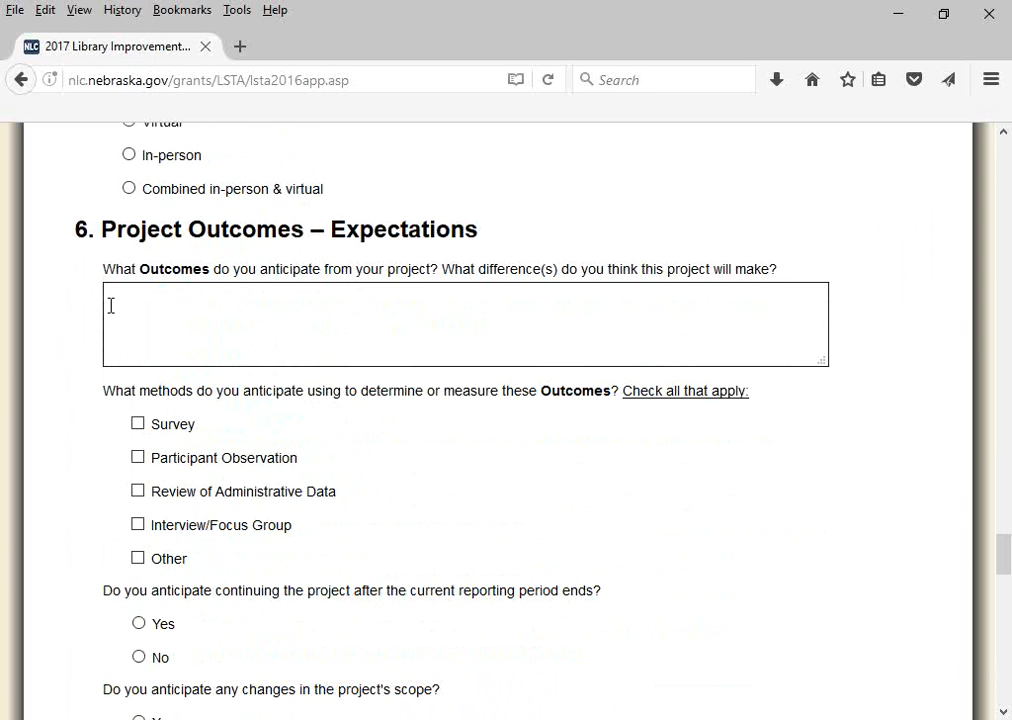 File Edit View History Bookmarks Tools Help
NLC 2017 Library Improvement...
nlc.nebraska.gov/grants/LSTA/lsta2016app.asp Search
Virtual
In-person
Combined in-person & virtual
6. Project Outcomes – Expectations
What Outcomes do you anticipate from your project? What difference(s) do you think this project will make?
What methods do you anticipate using to determine or measure these Outcomes? Check all that apply:
Survey
Participant Observation
Review of Administrative Data
Interview/Focus Group
Other
Do you anticipate continuing the project after the current reporting period ends?
Yes
No
Do you anticipate any changes in the project's scope?